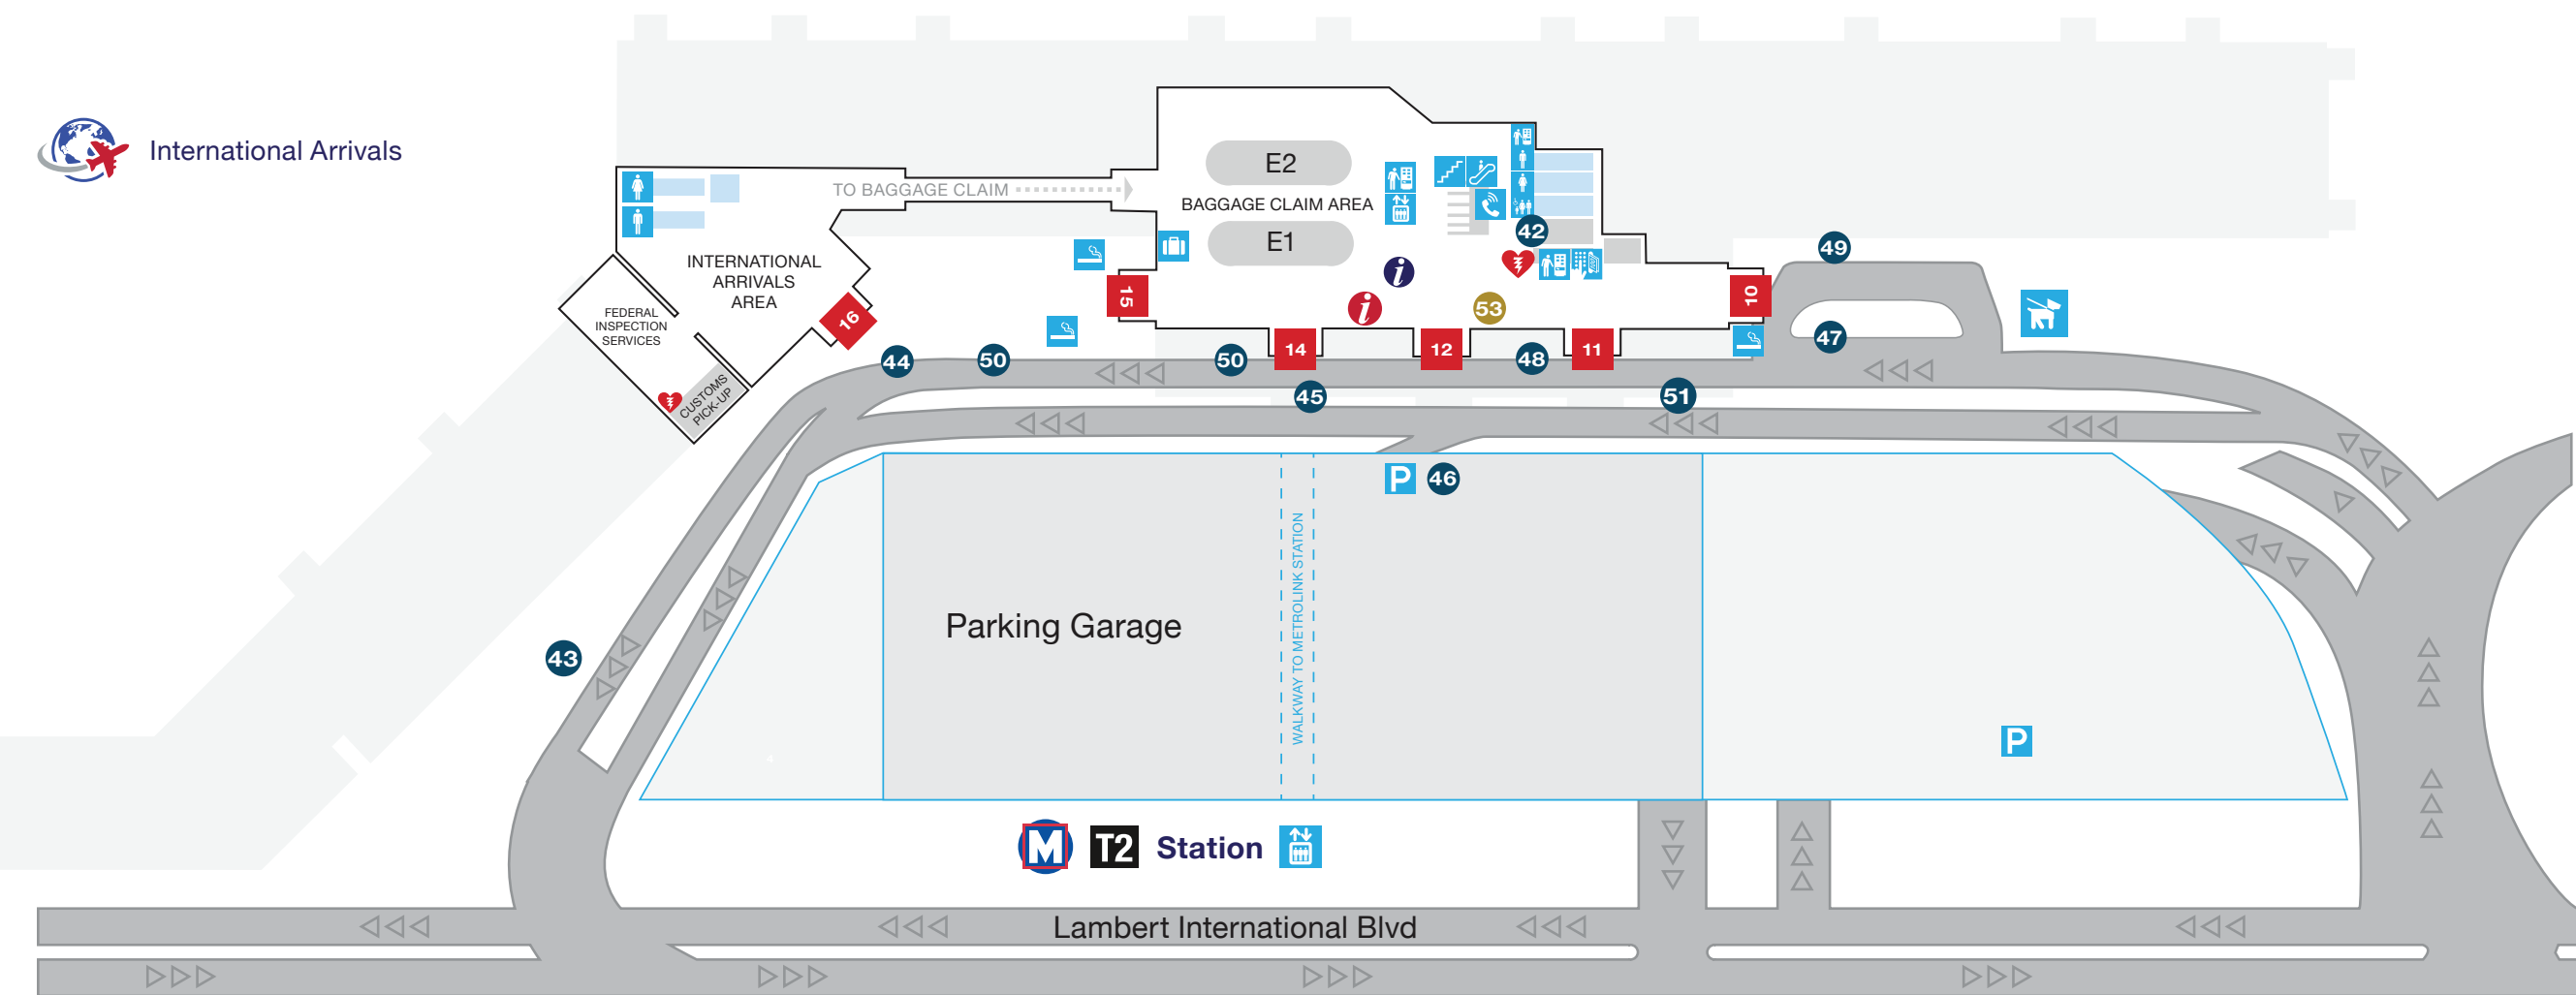 International Arrivals
TO BAGGAGE CLAIM
E2
BAGGAGE CLAIM AREA
E1
42
INTERNATIONAL
ARRIVALS
AREA
FEDERAL
INSPECTION
SERVICES
CUSTOMS
PICK-UP
16
15
i
i
53
10
49
47
14
12
11
44
50
50
48
45
51
P
46
WALKWAY TO METROLINK STATION
Parking Garage
43
P
M
T2
Station
Lambert International Blvd